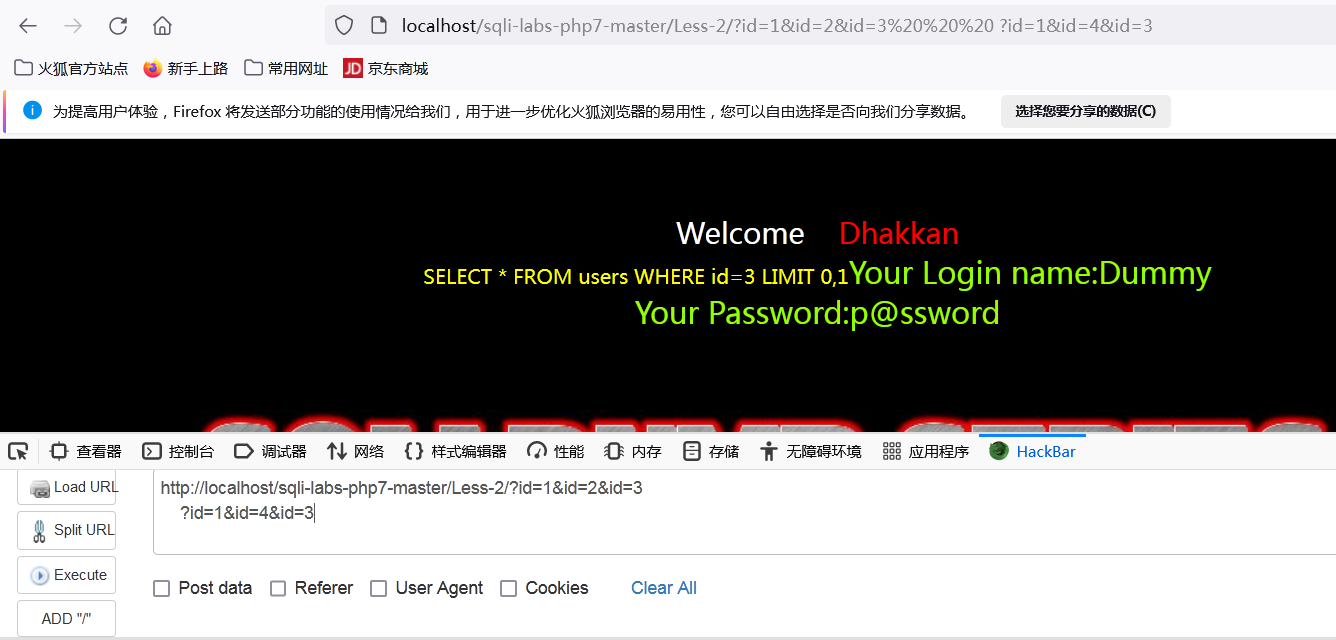 localhost/sqli-labs-php7-master/Less-2/?id=1&id=2&id=3%20%20%20 ?id=1&id=4&id=3
火狐官方站点 新手上路 常用网址 JD 京东商城
为提高用户体验，Firefox 将发送部分功能的使用情况给我们，用于进一步优化火狐浏览器的易用性，您可以自由选择是否向我们分享数据。 选择您要分享的数据(C)
Welcome Dhakkan
SELECT * FROM users WHERE id=3 LIMIT 0,1Your Login name:Dummy
Your Password:p@ssword
查看器 控制台 调试器 网络 样式编辑器 性能 内存 存储 无障碍环境 应用程序 HackBar
Load URL http://localhost/sqli-labs-php7-master/Less-2/?id=1&id=2&id=3
?id=1&id=4&id=3
Split URL
Execute
Post data Referer User Agent Cookies Clear All
ADD "/"